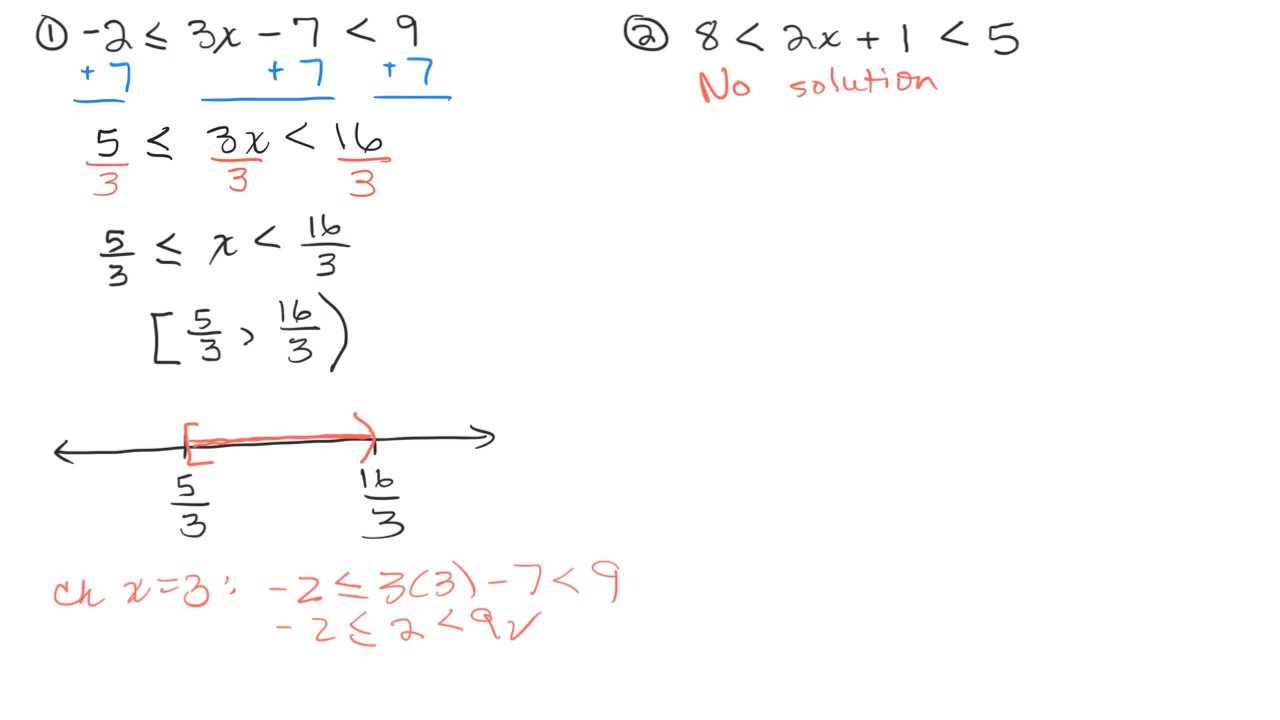 ① -2 ≤ 3x - 7 < 9
+7 +7 +7
5 ≤ 3x < 16
3 3 3
5/3 ≤ x < 16/3
[5/3, 16/3)
5/3 16/3
ch x=3: -2 ≤ 3(3) - 7 < 9
-2 ≤ 2 < 9 ✓
② 8 < 2x + 1 < 5
No solution